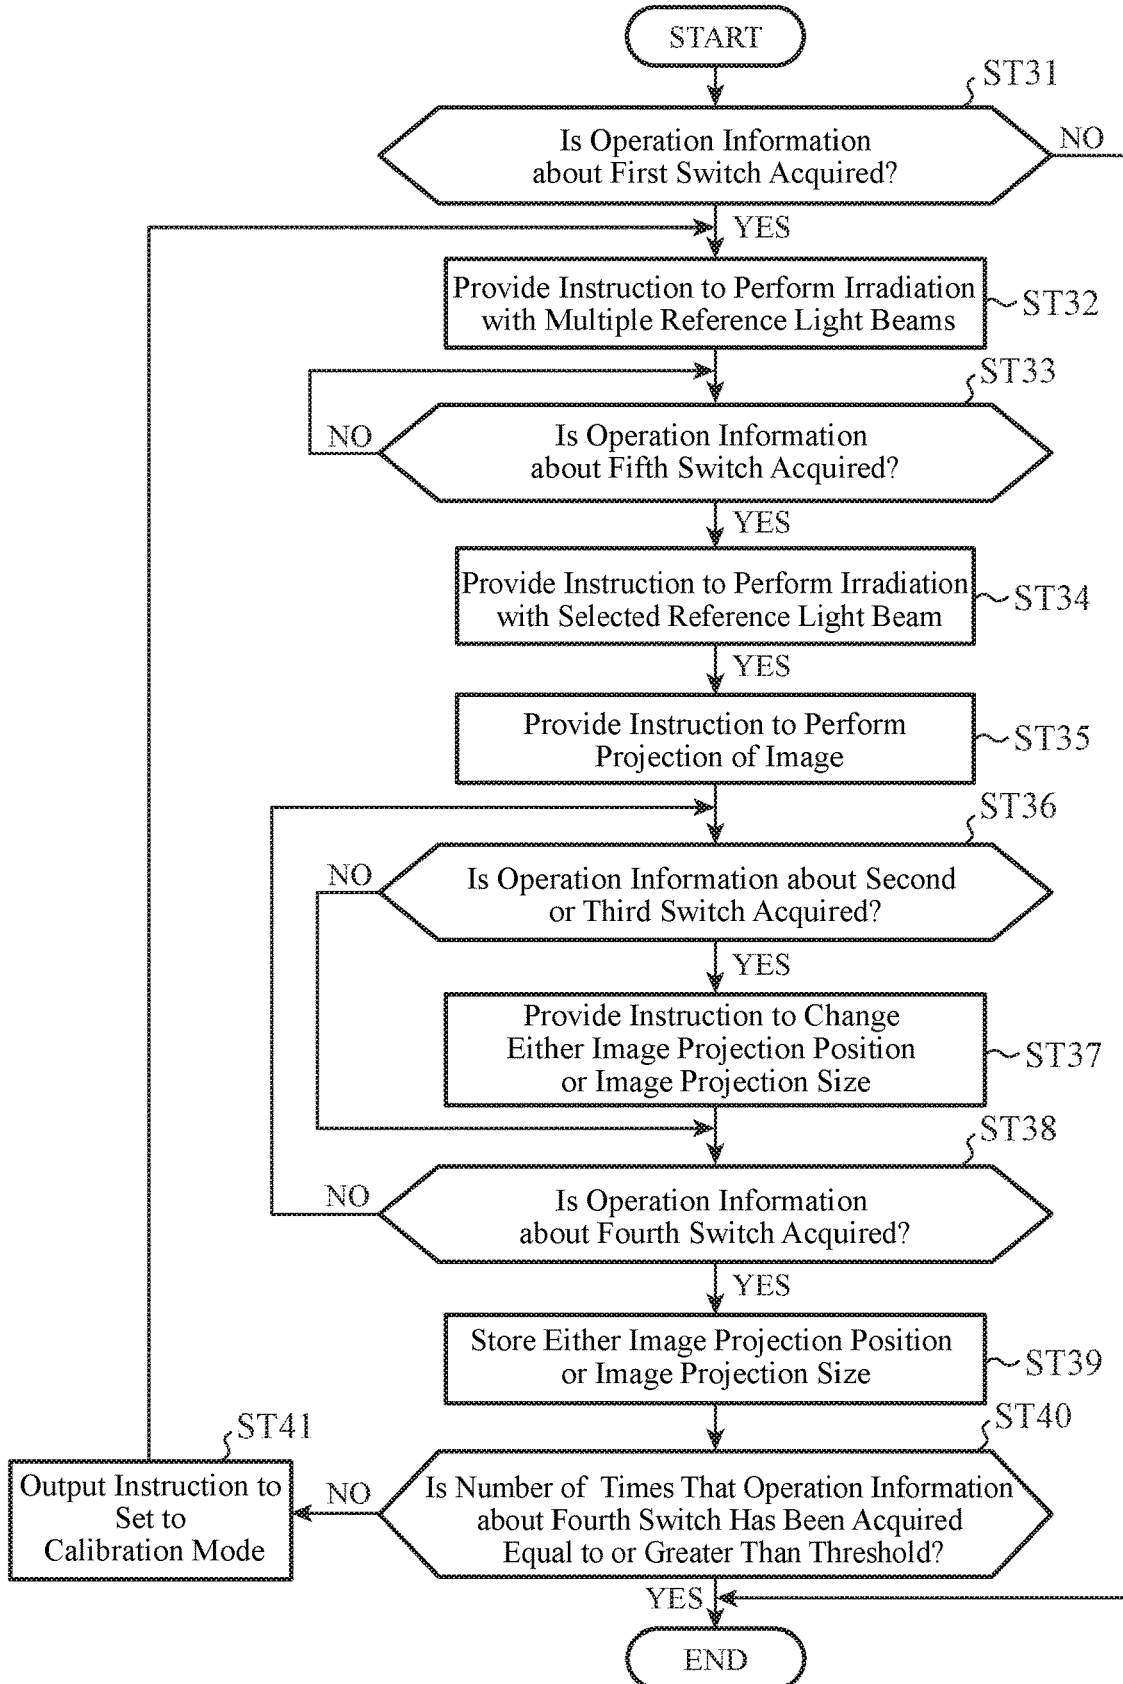 START
ST31
Is Operation Information
about First Switch Acquired?
NO
YES
Provide Instruction to Perform Irradiation
with Multiple Reference Light Beams
ST32
ST33
NO
Is Operation Information
about Fifth Switch Acquired?
YES
Provide Instruction to Perform Irradiation
with Selected Reference Light Beam
ST34
YES
Provide Instruction to Perform
Projection of Image
ST35
ST36
NO
Is Operation Information about Second
or Third Switch Acquired?
YES
Provide Instruction to Change
Either Image Projection Position
or Image Projection Size
ST37
ST38
NO
Is Operation Information
about Fourth Switch Acquired?
YES
Store Either Image Projection Position
or Image Projection Size
ST39
ST40
Is Number of Times That Operation Information
about Fourth Switch Has Been Acquired
Equal to or Greater Than Threshold?
NO
ST41
Output Instruction to
Set to
Calibration Mode
YES
END